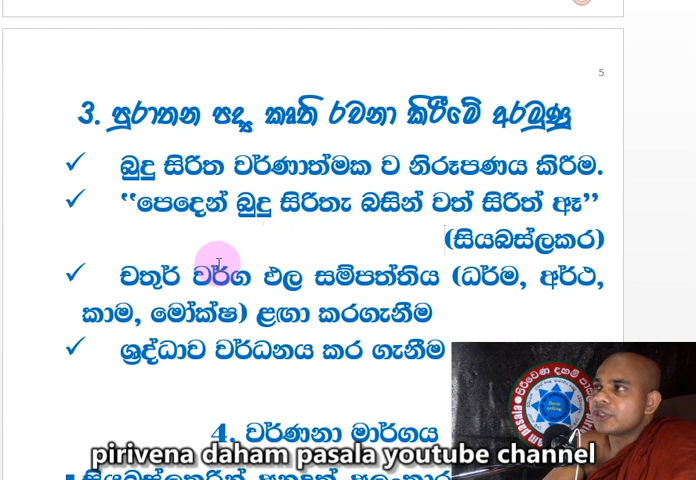 5
3. පුරාතන පද්‍ය කෘති රචනා කිරීමේ අරමුණු
✓ බුදු සිරිත වර්ණාත්මක ව නිරූපණය කිරීම.
✓ “පෙදෙන් බුදු සිරිතැ බසින් වත් සිරිත් ඈ”
(සියබස්ලකර)
✓ චතුර් වර්ග ඵල සම්පත්තිය (ධර්ම, අර්ථ,
කාම, මෝක්ෂ) ළඟා කරගැනීම
✓ ශ්‍රද්ධාව වර්ධනය කර ගැනීම
4. වර්ණනා මාර්ගය
pirivena daham pasala youtube channel